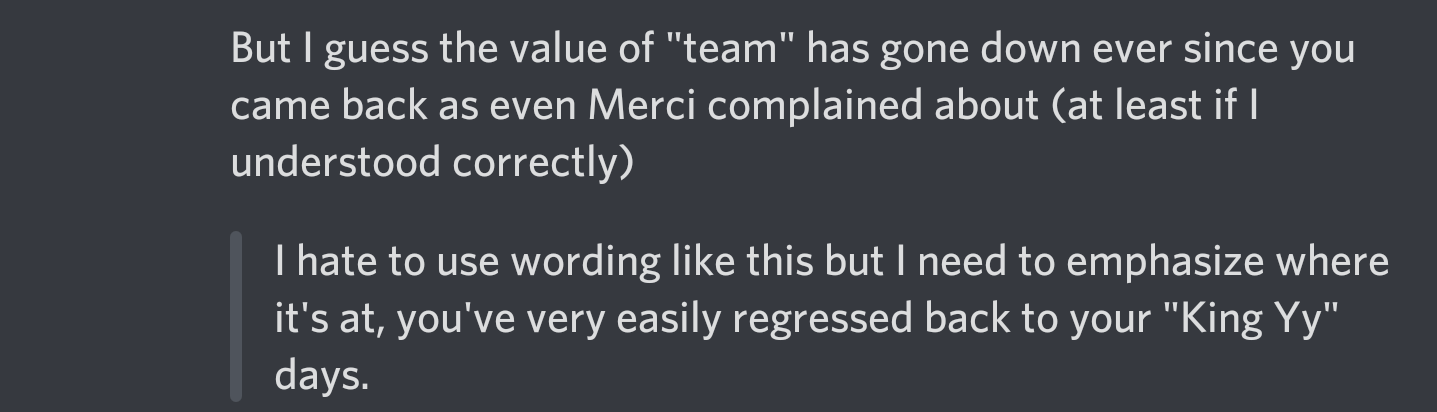 But I guess the value of "team" has gone down ever since you
came back as even Merci complained about (at least if I
understood correctly)
I hate to use wording like this but I need to emphasize where
it's at, you've very easily regressed back to your "King Yy"
days.